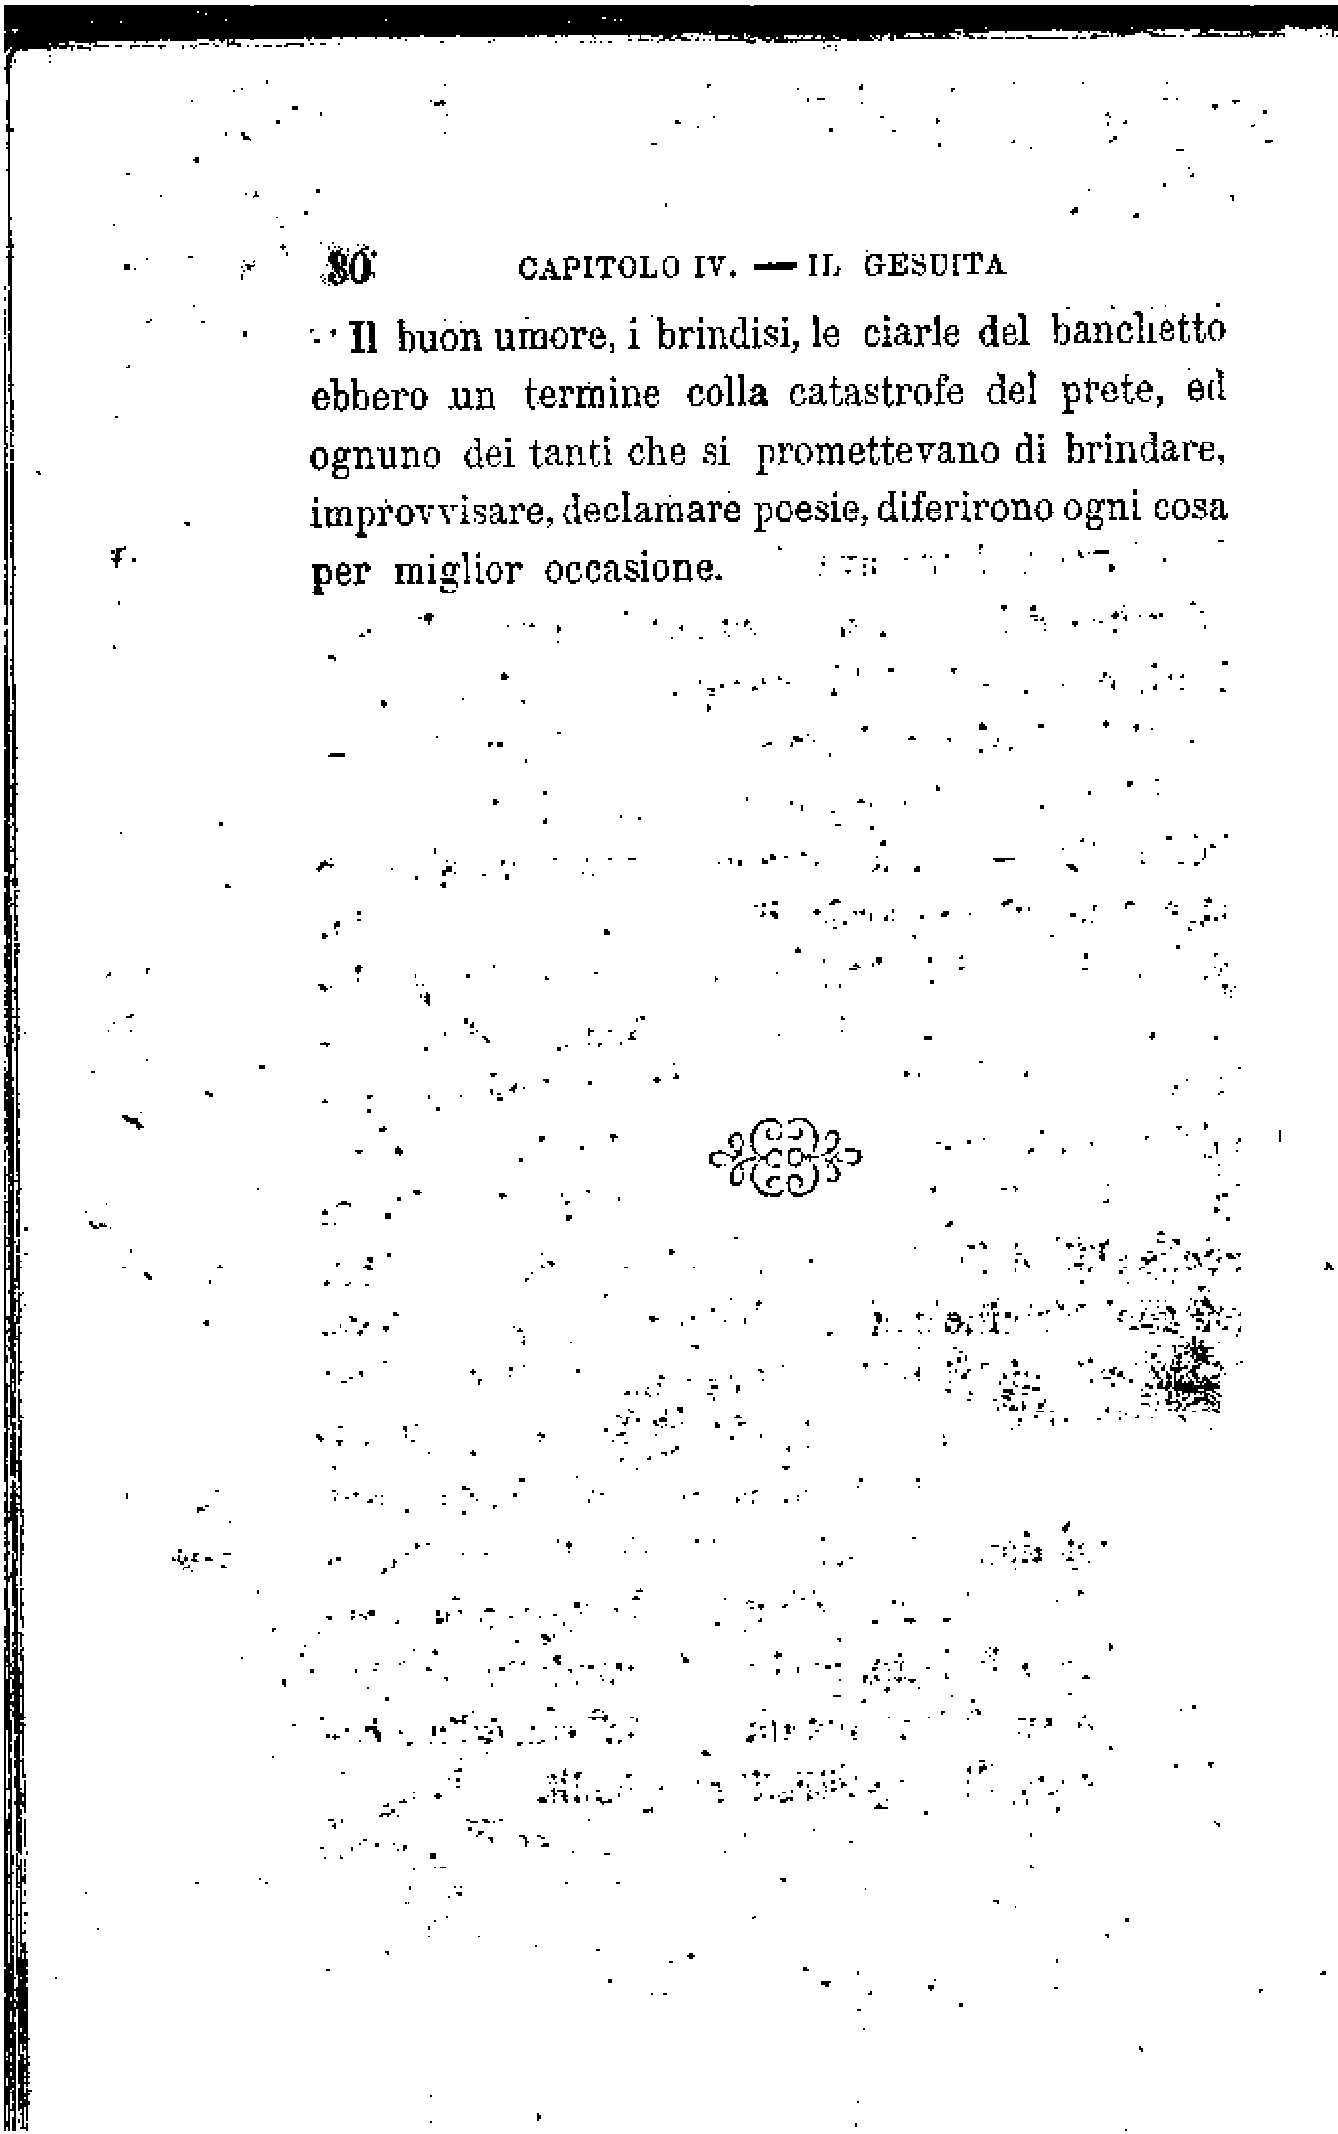 80 CAPITOLO IV. — IL GESUITA
Il buon umore, i brindisi, le ciarle del banchetto
ebbero un termine colla catastrofe del prete, ed
ognuno dei tanti che si promettevano di brindare,
improvvisare, declamare poesie, diferirono ogni cosa
per miglior occasione.